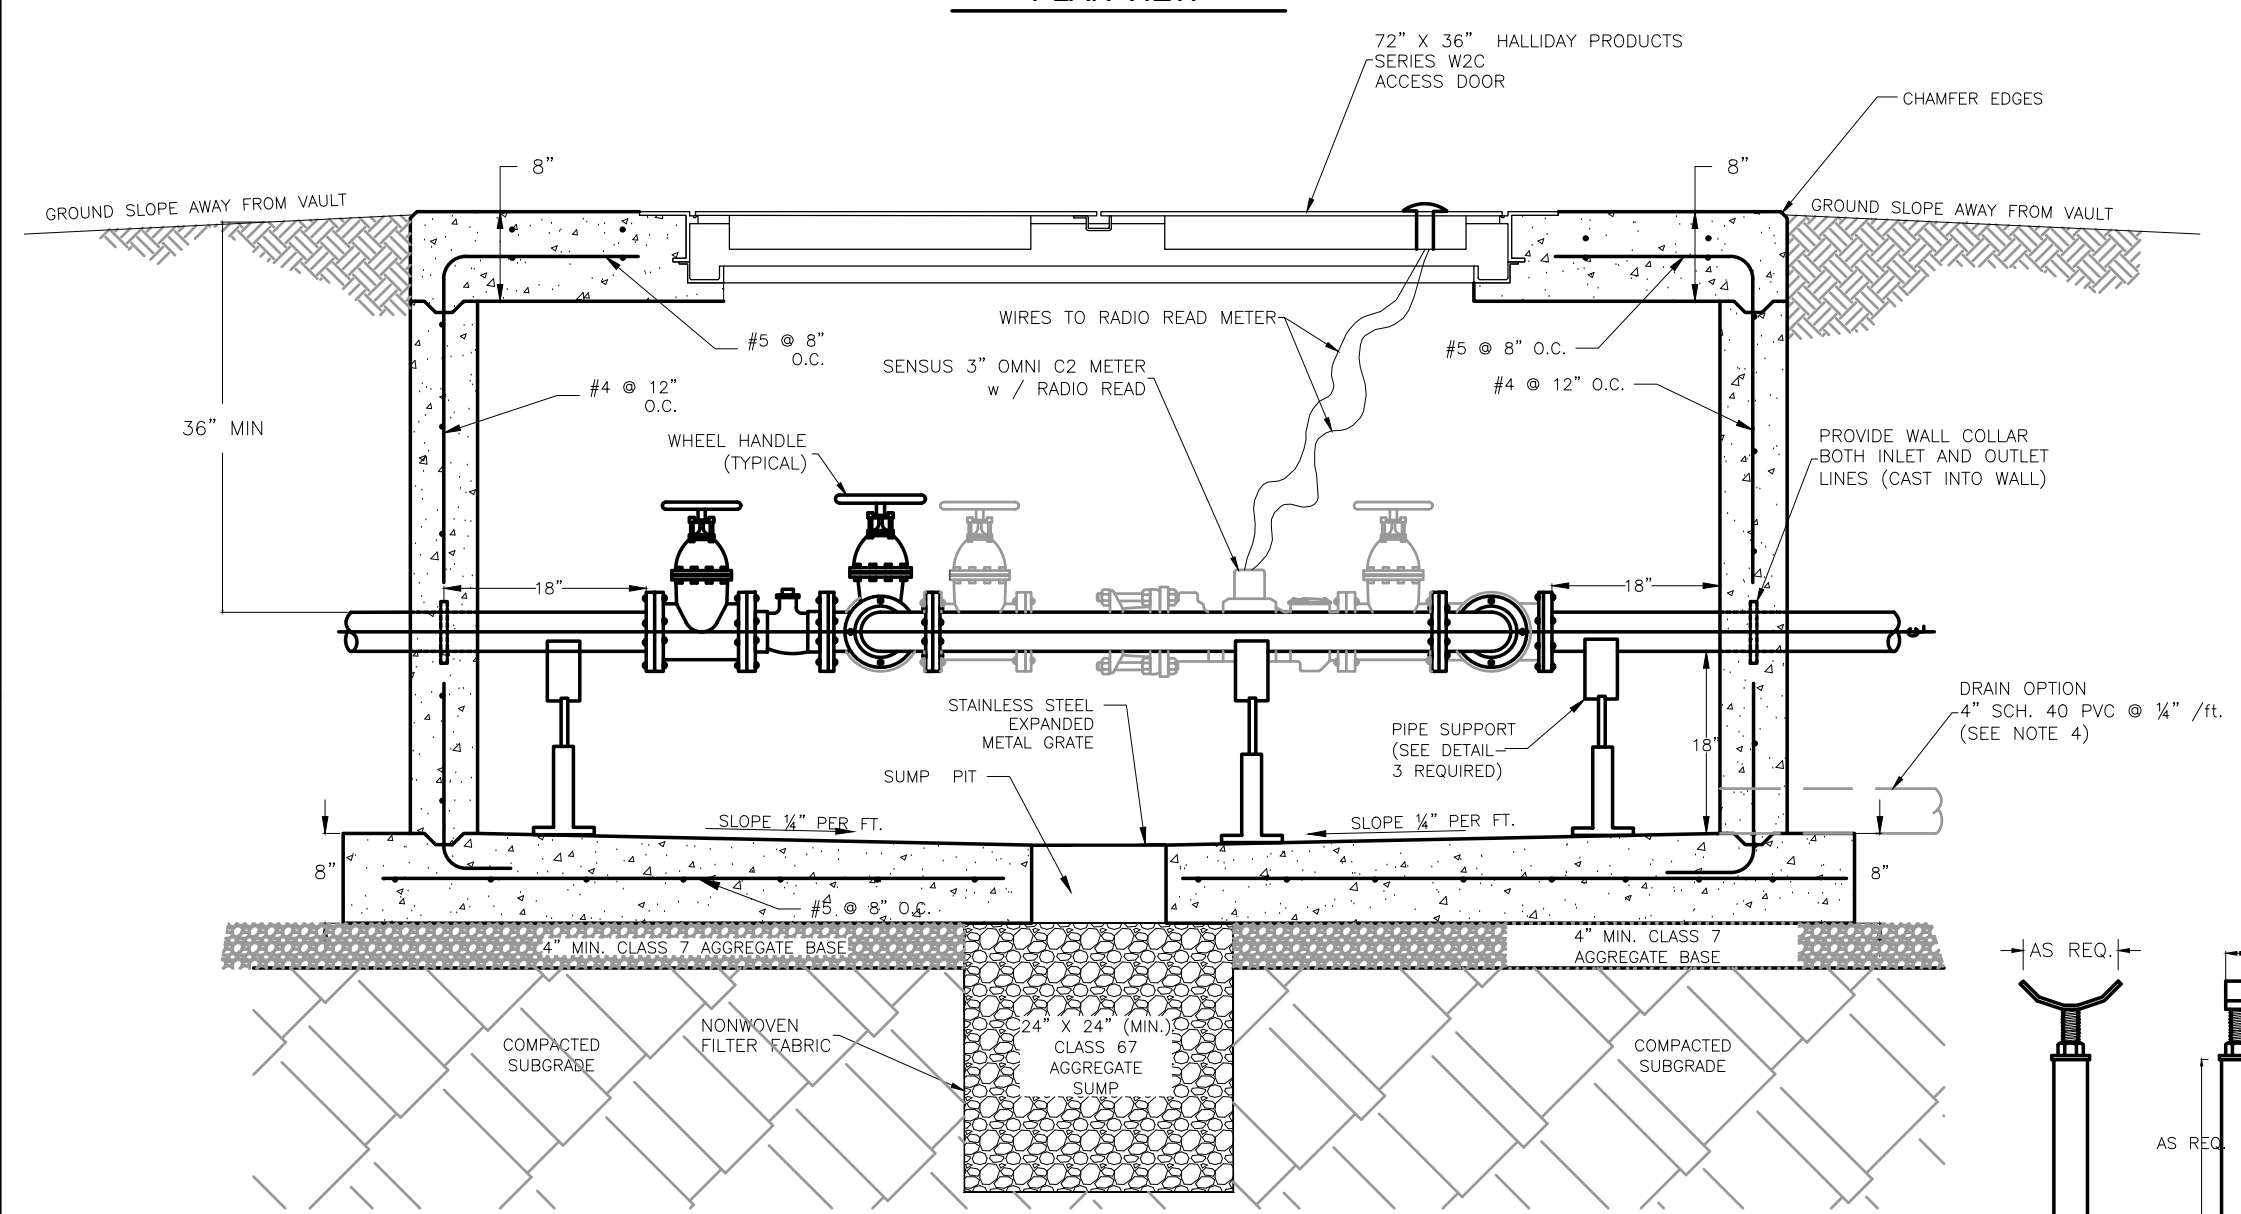 PLAN VIEW
72" X 36" HALLIDAY PRODUCTS
SERIES W2C
ACCESS DOOR
CHAMFER EDGES
8"
8"
GROUND SLOPE AWAY FROM VAULT
GROUND SLOPE AWAY FROM VAULT
WIRES TO RADIO READ METER
#5 @ 8"
O.C.
#5 @ 8" O.C.
SENSUS 3" OMNI C2 METER
w / RADIO READ
#4 @ 12"
O.C.
#4 @ 12" O.C.
36" MIN
WHEEL HANDLE
(TYPICAL)
PROVIDE WALL COLLAR
BOTH INLET AND OUTLET
LINES (CAST INTO WALL)
18"
18"
STAINLESS STEEL
EXPANDED
METAL GRATE
PIPE SUPPORT
(SEE DETAIL-
3 REQUIRED)
18"
DRAIN OPTION
4" SCH. 40 PVC @ ¼" /ft.
(SEE NOTE 4)
SUMP PIT
SLOPE ¼" PER FT.
SLOPE ¼" PER FT.
8"
8"
#5 @ 8" O.C.
4" MIN. CLASS 7 AGGREGATE BASE
4" MIN. CLASS 7
AGGREGATE BASE
AS REQ.
NONWOVEN
FILTER FABRIC
24" X 24" (MIN.)
CLASS 67
AGGREGATE
SUMP
COMPACTED
SUBGRADE
COMPACTED
SUBGRADE
AS REQ.